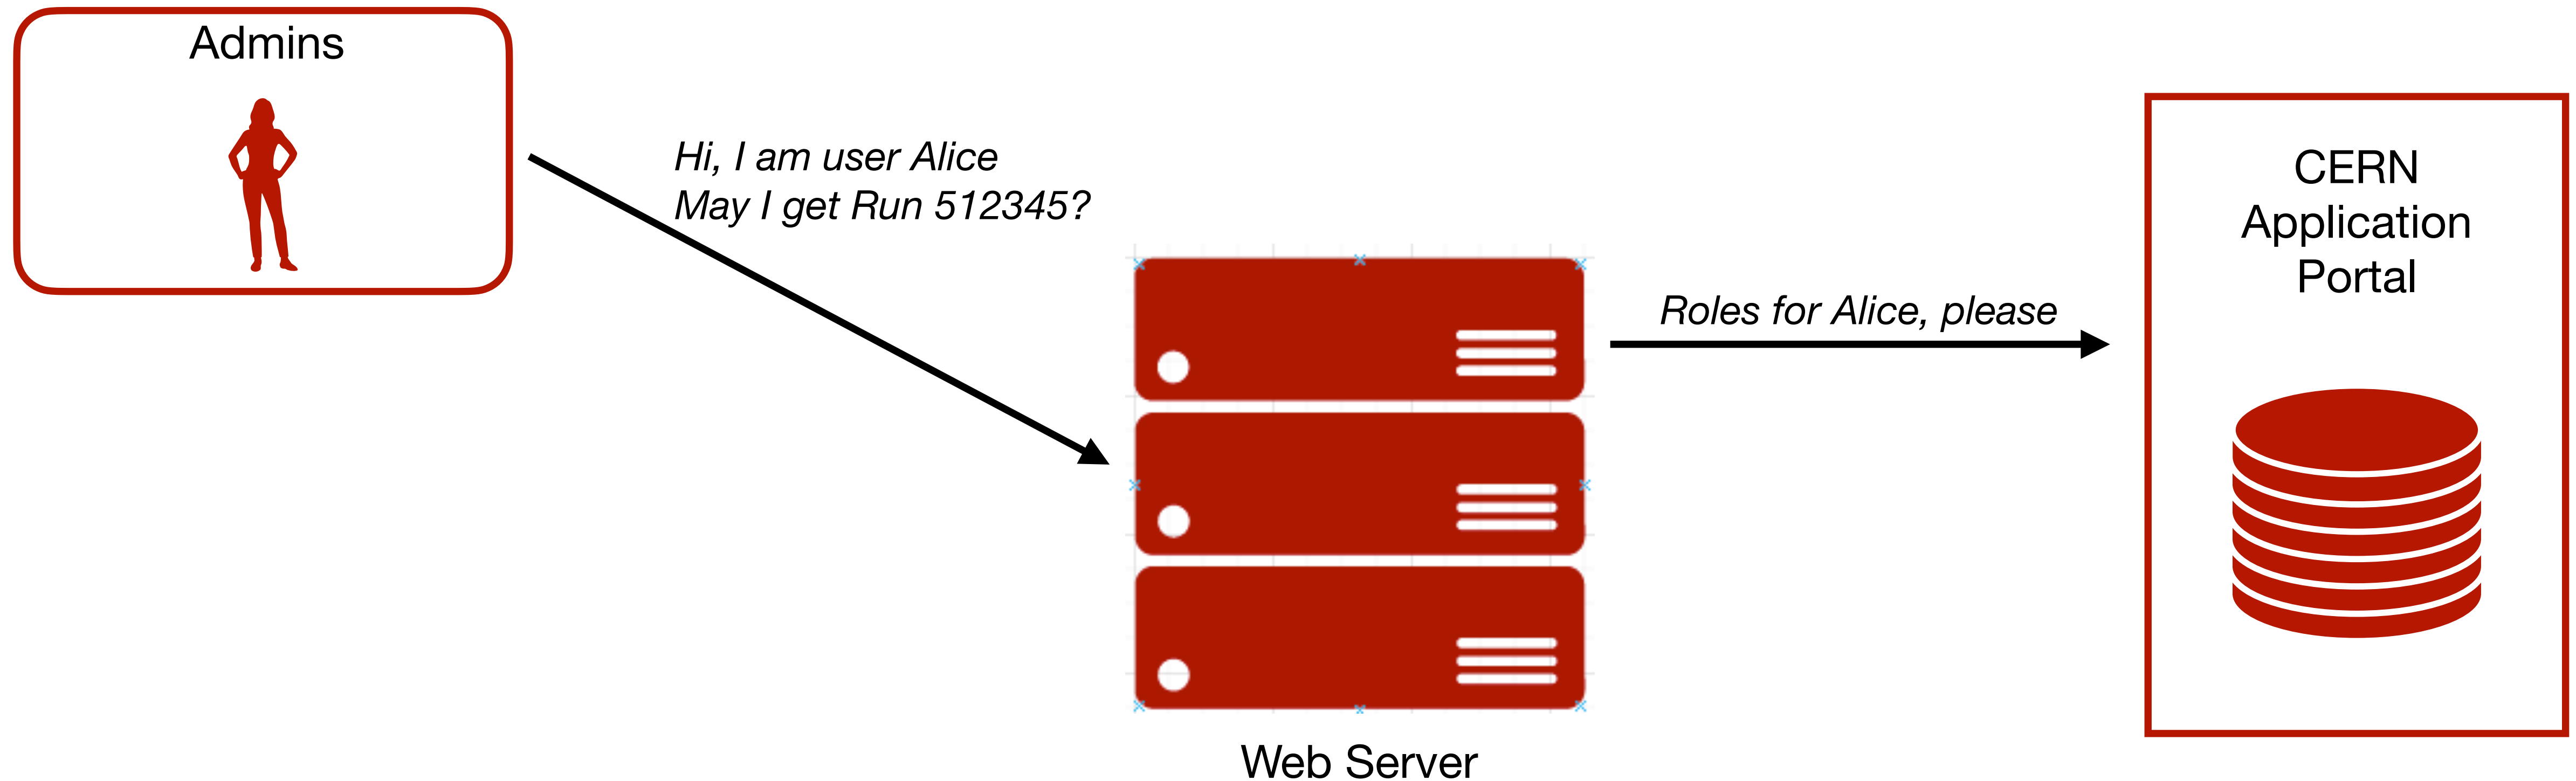 Admins
Hi, I am user Alice
May I get Run 512345?
Roles for Alice, please
CERN
Application
Portal
Web Server